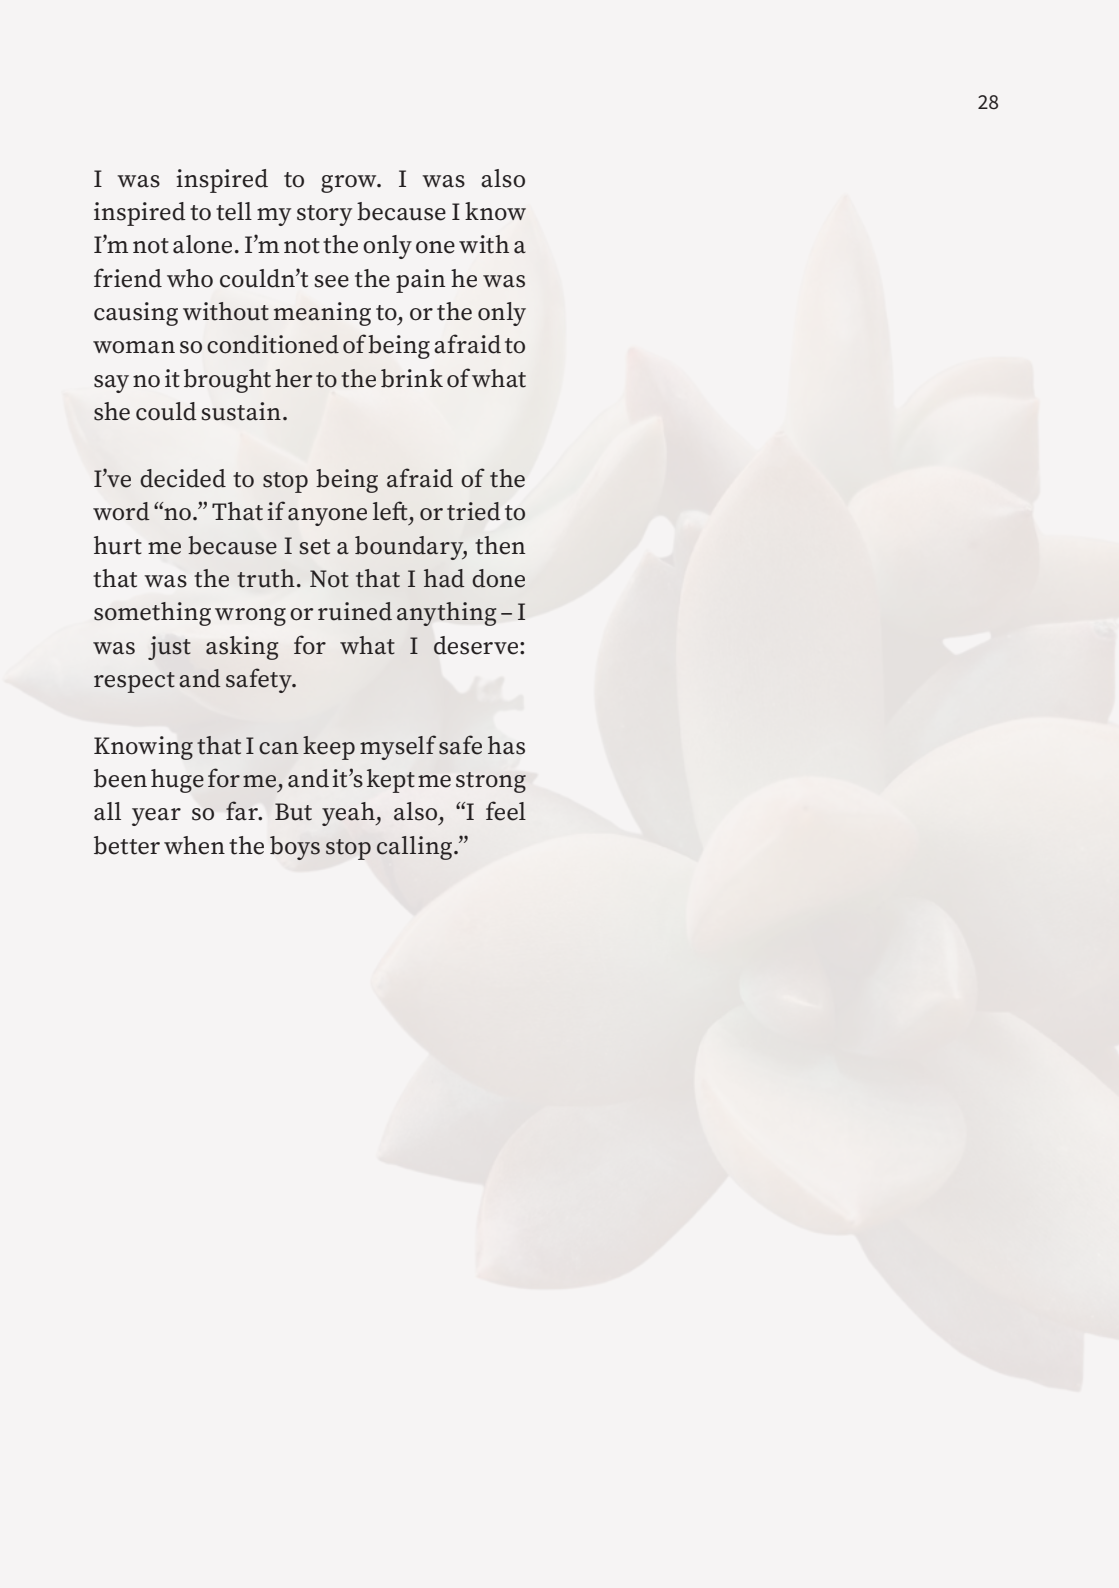 28
I was inspired to grow. I was also
inspired to tell my story because I know
I’m not alone. I’m not the only one with a
friend who couldn’t see the pain he was
causing without meaning to, or the only
woman so conditioned of being afraid to
say no it brought her to the brink of what
she could sustain.
I’ve decided to stop being afraid of the
word “no.” That if anyone left, or tried to
hurt me because I set a boundary, then
that was the truth. Not that I had done
something wrong or ruined anything – I
was just asking for what I deserve:
respect and safety.
Knowing that I can keep myself safe has
been huge for me, and it’s kept me strong
all year so far. But yeah, also, “I feel
better when the boys stop calling.”